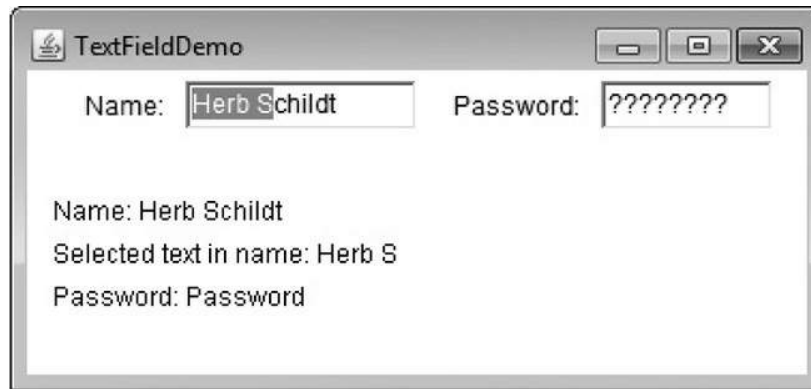 TextFieldDemo
Name: Herb Schildt Password: ????????
Name: Herb Schildt
Selected text in name: Herb S
Password: Password